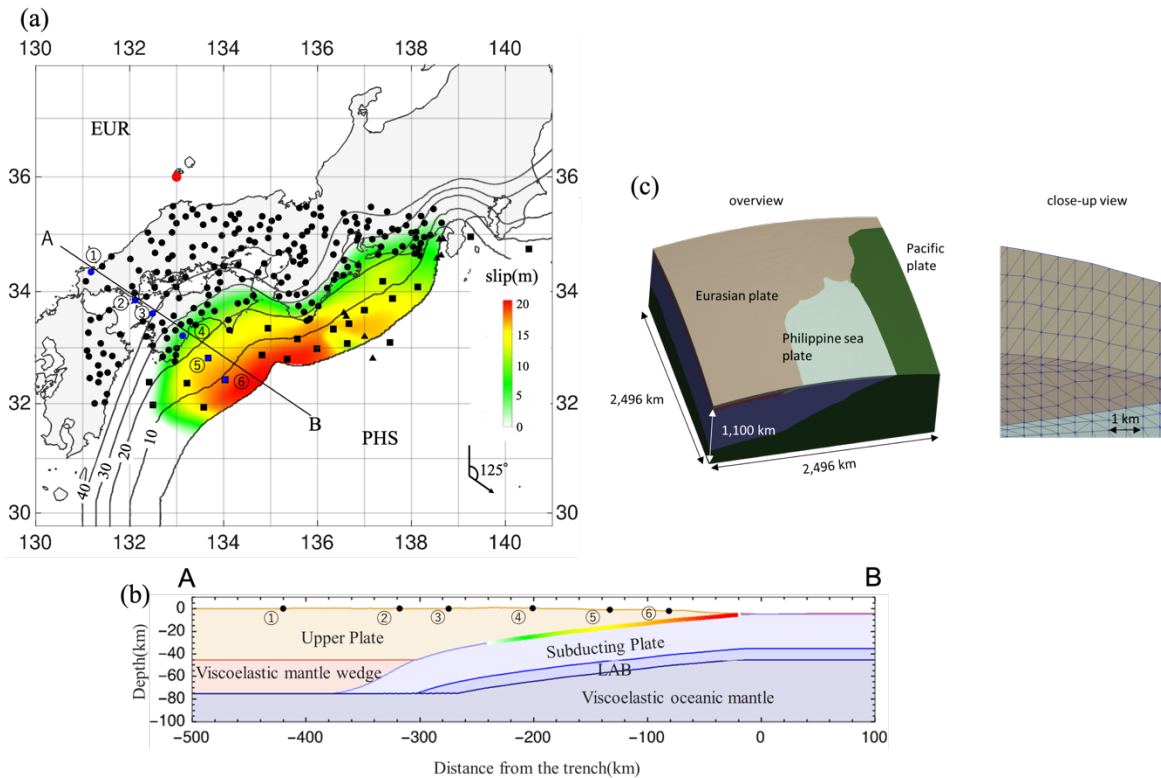 (a)
130 132 134 136 138 140
EUR
36
A
①
34
②
③
④
⑤
⑥
32
B
PHS
slip(m)
20
15
10
5
0
125°
10
20
30
40
30
130 132 134 136 138 140
(c)
overview
close-up view
Pacific
plate
Eurasian plate
Philippine sea
plate
2,496 km
1,100 km
2,496 km
1 km
(b)
A
B
0
-20
-40
-60
-80
-100
Depth(km)
① ② ③ ④ ⑤ ⑥
Upper Plate
Subducting Plate
Viscoelastic mantle wedge
LAB
Viscoelastic oceanic mantle
-500 -400 -300 -200 -100 0 100
Distance from the trench(km)